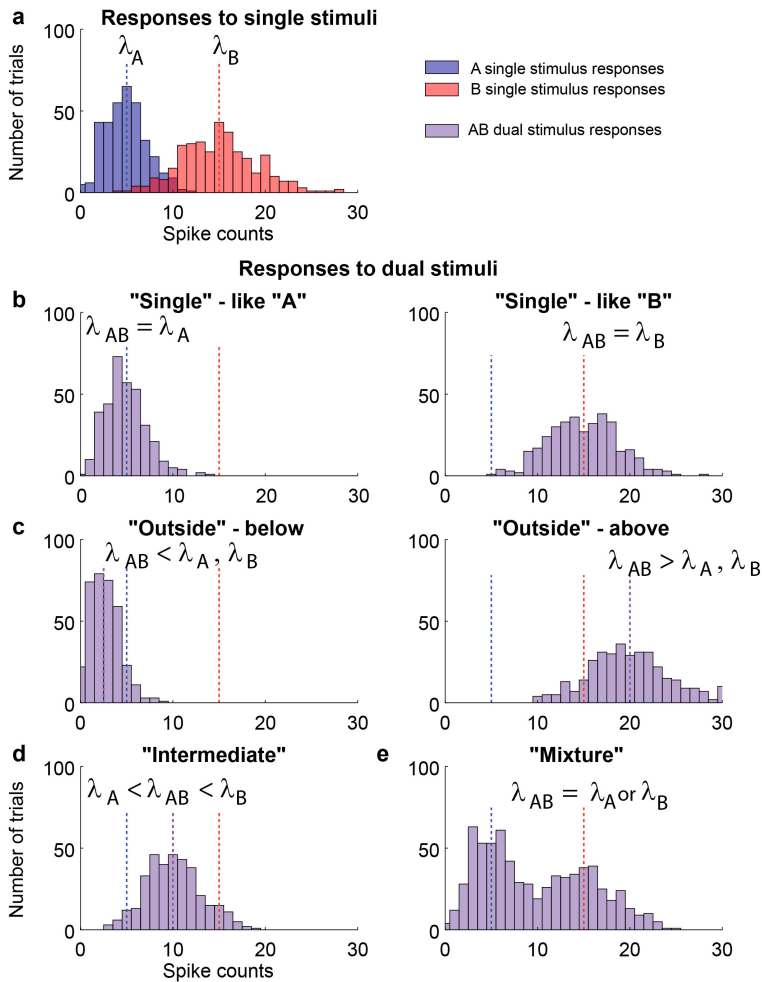 a Responses to single stimuli
100
50
0
Number of trials
λA
λB
0 10 20 30
Spike counts
A single stimulus responses
B single stimulus responses
AB dual stimulus responses
Responses to dual stimuli
b "Single" - like "A"
λAB = λA
100
50
0
0 10 20 30
"Single" - like "B"
λAB = λB
100
50
0
0 10 20 30
c "Outside" - below
λAB < λA , λB
100
50
0
0 10 20 30
"Outside" - above
λAB > λA , λB
100
50
0
0 10 20 30
d "Intermediate"
λA < λAB < λB
100
50
0
Number of trials
0 10 20 30
Spike counts
e "Mixture"
λAB = λA or λB
100
50
0
0 10 20 30